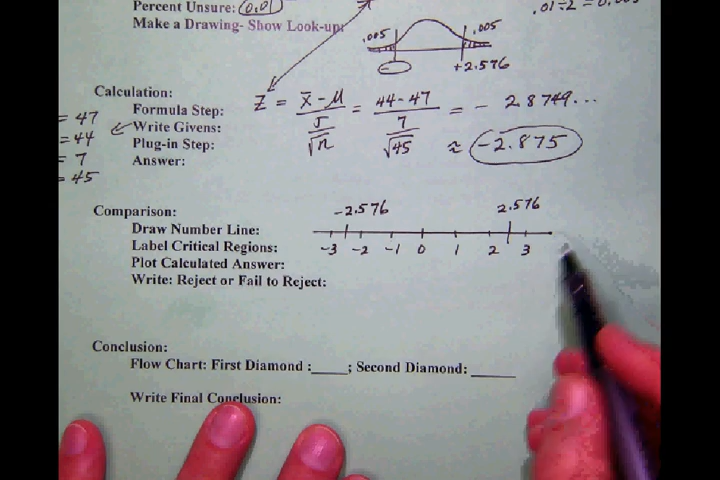 Percent Unsure: 0.01
.01÷2 = 0.005
Make a Drawing- Show Look-up:
.005 .005
- +2.576
Calculation:
Formula Step:
Write Givens:
Plug-in Step:
Answer:
= 47
= 44
= 7
= 45
Z = x̄ - μ / σ/√n = 44-47 / 7/√45 = - 2.8749...
≈ -2.875
Comparison:
-2.576 2.576
Draw Number Line:
Label Critical Regions:
-3 -2 -1 0 1 2 3
Plot Calculated Answer:
Write: Reject or Fail to Reject:
Conclusion:
Flow Chart: First Diamond :____; Second Diamond: _____
Write Final Conclusion: